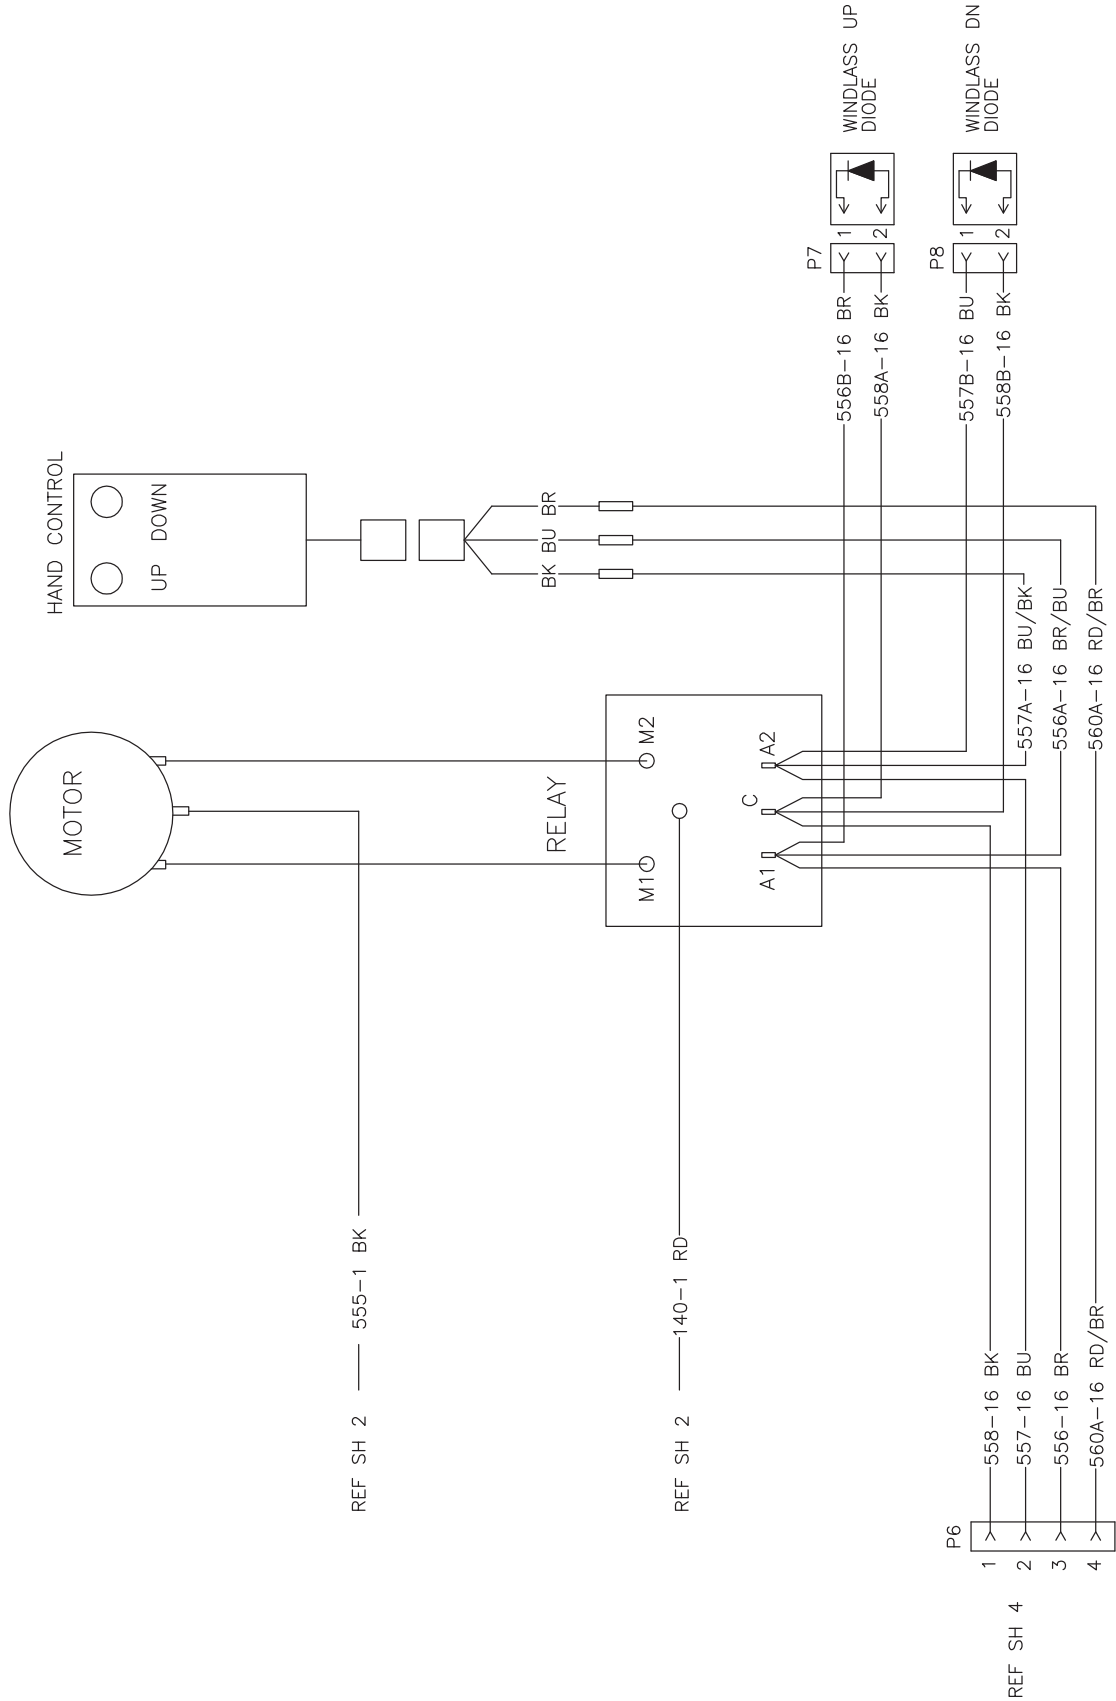 HAND CONTROL
UP
DOWN
MOTOR
BK
BU
BR
RELAY
M1
M2
A1
C
A2
REF SH 2
555-1 BK
REF SH 2
140-1 RD
556B-16 BR
558A-16 BK
P7
1
2
WINDLASS UP
DIODE
557B-16 BU
558B-16 BK
P8
1
2
WINDLASS DN
DIODE
557A-16 BU/BK
556A-16 BR/BU
560A-16 RD/BR
REF SH 4
P6
1
558-16 BK
2
557-16 BU
3
556-16 BR
4
560A-16 RD/BR